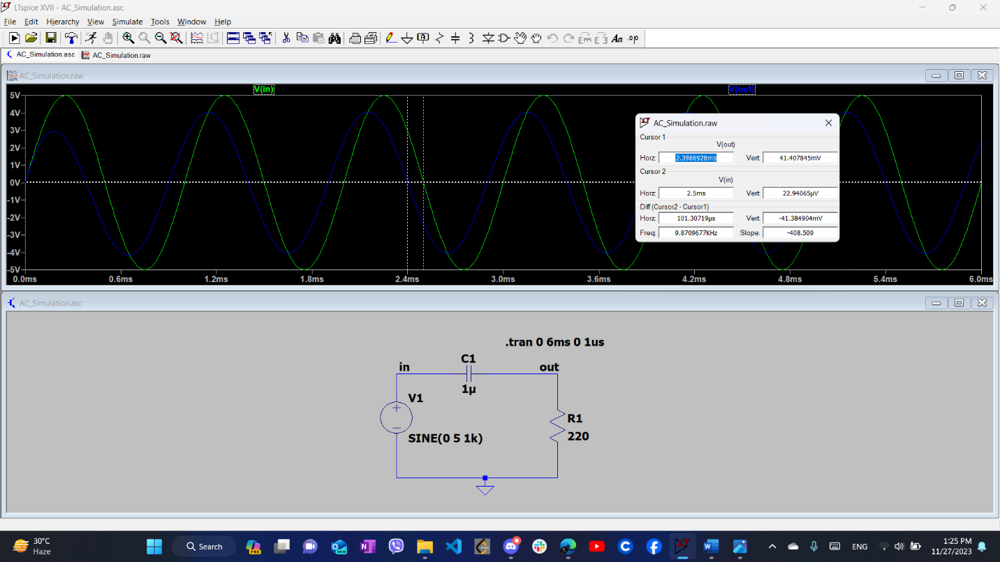 LTspice XVII - AC_Simulation.asc
File Edit Hierarchy View Simulate Tools Window Help
AC_Simulation.asc AC_Simulation.raw
AC_Simulation.raw
V(in) V(out)
5V
4V
3V
2V
1V
0V
-1V
-2V
-3V
-4V
-5V
0.0ms 0.6ms 1.2ms 1.8ms 2.4ms 3.0ms 3.6ms 4.2ms 4.8ms 5.4ms 6.0ms
AC_Simulation.raw
Cursor 1
V(out)
Horz: 2.3986928ms Vert: 41.407845mV
Cursor 2
V(in)
Horz: 2.5ms Vert: 22.94065µV
Diff (Cursor2 - Cursor1)
Horz: 101.30719µs Vert: -41.384904mV
Freq: 9.8709677KHz Slope: -408.509
AC_Simulation.asc
.tran 0 6ms 0 1us
C1
in out
1µ
V1
R1
SINE(0 5 1k) 220
30°C
Haze
Search
PRE
NEW
ENG
1:25 PM
11/27/2023